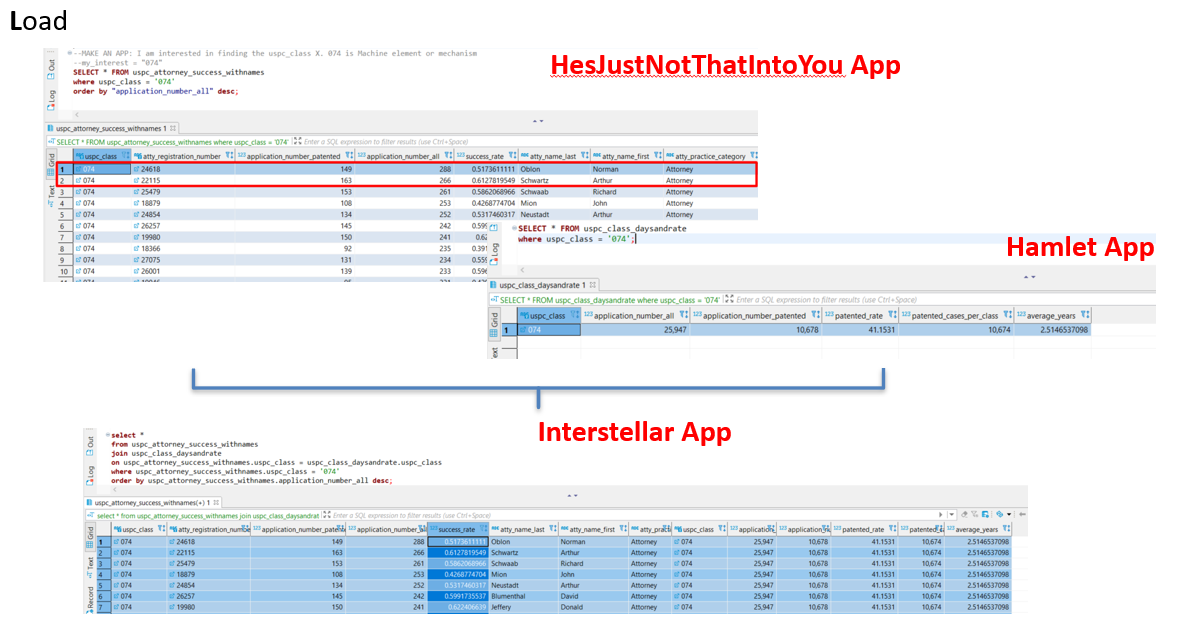 Load
--MAKE AN APP: I am interested in finding the uspc_class X. 074 is Machine element or mechanism
--my_interest = "074"
SELECT * FROM uspc_attorney_success_withnames
where uspc_class = '074'
order by "application_number_all" desc;
HesJustNotThatIntoYou App
Out
Log
uspc_attorney_success_withnames 1
SELECT * FROM uspc_attorney_success_withnames where uspc_class = '074' Enter a SQL expression to filter results (use Ctrl+Space)
Grid
Text
uspc_class atty_registration_number application_number_patented application_number_all success_rate atty_name_last atty_name_first atty_practice_category
1 074 24618 149 288 0.5173611111 Oblon Norman Attorney
2 074 22115 163 266 0.6127819549 Schwartz Arthur Attorney
3 074 25479 153 261 0.5862068966 Schwaab Richard Attorney
4 074 18879 108 253 0.4268774704 Mion John Attorney
5 074 24854 134 252 0.5317460317 Neustadt Arthur Attorney
6 074 26257 145 242 0.599
7 074 19980 150 241 0.62
8 074 18366 92 235 0.391
9 074 27075 131 234 0.559
10 074 26001 139 233 0.596
SELECT * FROM uspc_class_daysandrate
where uspc_class = '074';
Hamlet App
Log
uspc_class_daysandrate 1
SELECT * FROM uspc_class_daysandrate where uspc_class = '074' Enter a SQL expression to filter results (use Ctrl+Space)
Grid
uspc_class application_number_all application_number_patented patented_rate patented_cases_per_class average_years
1 074 25,947 10,678 41.1531 10,674 2.5146537098
Interstellar App
Out
Log
select *
from uspc_attorney_success_withnames
join uspc_class_daysandrate
on uspc_attorney_success_withnames.uspc_class = uspc_class_daysandrate.uspc_class
where uspc_attorney_success_withnames.uspc_class = '074'
order by uspc_attorney_success_withnames.application_number_all desc;
uspc_attorney_success_withnames(+) 1
select * from uspc_attorney_success_withnames join uspc_class_daysandrat Enter a SQL expression to filter results (use Ctrl+Space)
Grid
Text
Record
uspc_class atty_registration_numbe application_number_patente application_number_al success_rate atty_name_last atty_name_first atty_practi uspc_class application application_n patented_rate patented_ca average_years
1 074 24618 149 288 0.5173611111 Oblon Norman Attorney 074 25,947 10,678 41.1531 10,674 2.5146537098
2 074 22115 163 266 0.6127819549 Schwartz Arthur Attorney 074 25,947 10,678 41.1531 10,674 2.5146537098
3 074 25479 153 261 0.5862068966 Schwaab Richard Attorney 074 25,947 10,678 41.1531 10,674 2.5146537098
4 074 18879 108 253 0.4268774704 Mion John Attorney 074 25,947 10,678 41.1531 10,674 2.5146537098
5 074 24854 134 252 0.5317460317 Neustadt Arthur Attorney 074 25,947 10,678 41.1531 10,674 2.5146537098
6 074 26257 145 242 0.5991735537 Blumenthal David Attorney 074 25,947 10,678 41.1531 10,674 2.5146537098
7 074 19980 150 241 0.622406639 Jeffery Donald Attorney 074 25,947 10,678 41.1531 10,674 2.5146537098